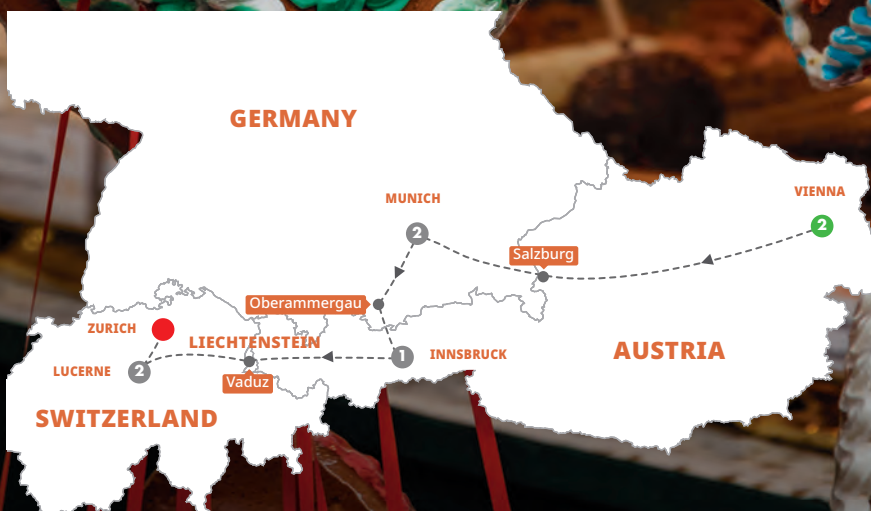 GERMANY
MUNICH
2
VIENNA
2
Salzburg
Oberammergau
ZURICH
LIECHTENSTEIN
LUCERNE
2
Vaduz
1
INNSBRUCK
AUSTRIA
SWITZERLAND